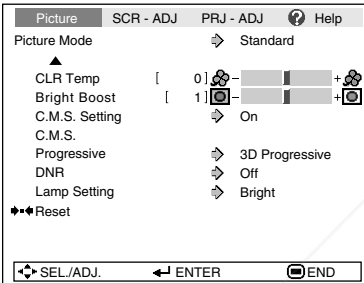 Picture SCR - ADJ PRJ - ADJ ? Help
Picture Mode Standard
CLR Temp [ 0 ] - +
Bright Boost [ 1 ] - +
C.M.S. Setting On
C.M.S.
Progressive 3D Progressive
DNR Off
Lamp Setting Bright
Reset
SEL./ADJ. ENTER END